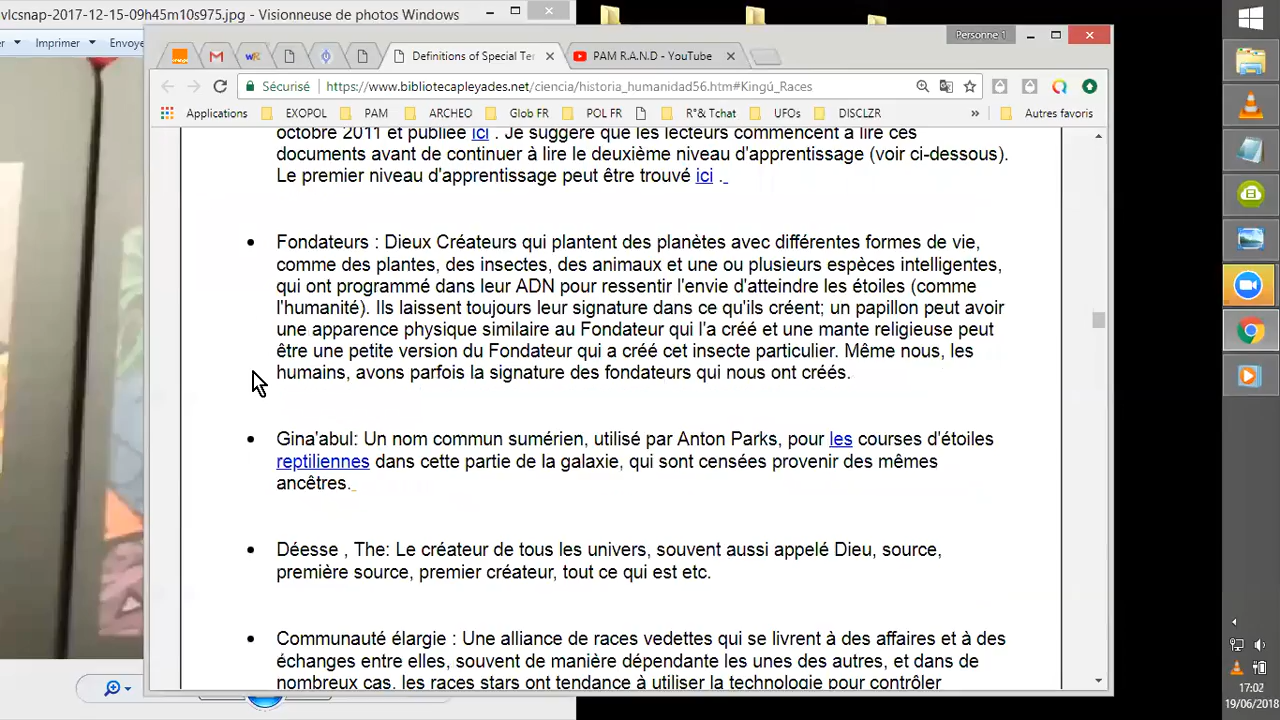 vlcsnap-2017-12-15-09h45m10s975.jpg - Visionneuse de photos Windows
Imprimer
Envoye
Personne 1
Definitions of Special Te
PAM R.A.N.D - YouTube
Sécurisé
https://www.bibliotecapleyades.net/ciencia/historia_humanidad56.htm#Kingú_Races
Applications
EXOPOL
PAM
ARCHEO
Glob FR
POL FR
R°& Tchat
UFOs
DISCLZR
»
Autres favoris
octobre 2011 et publiée ici . Je suggère que les lecteurs commencent à lire ces
documents avant de continuer à lire le deuxième niveau d'apprentissage (voir ci-dessous).
Le premier niveau d'apprentissage peut être trouvé ici .
• Fondateurs : Dieux Créateurs qui plantent des planètes avec différentes formes de vie,
comme des plantes, des insectes, des animaux et une ou plusieurs espèces intelligentes,
qui ont programmé dans leur ADN pour ressentir l'envie d'atteindre les étoiles (comme
l'humanité). Ils laissent toujours leur signature dans ce qu'ils créent; un papillon peut avoir
une apparence physique similaire au Fondateur qui l'a créé et une mante religieuse peut
être une petite version du Fondateur qui a créé cet insecte particulier. Même nous, les
humains, avons parfois la signature des fondateurs qui nous ont créés.
• Gina'abul: Un nom commun sumérien, utilisé par Anton Parks, pour les courses d'étoiles
reptiliennes dans cette partie de la galaxie, qui sont censées provenir des mêmes
ancêtres.
• Déesse , The: Le créateur de tous les univers, souvent aussi appelé Dieu, source,
première source, premier créateur, tout ce qui est etc.
• Communauté élargie : Une alliance de races vedettes qui se livrent à des affaires et à des
échanges entre elles, souvent de manière dépendante les unes des autres, et dans de
nombreux cas, les races stars ont tendance à utiliser la technologie pour contrôler
17:02
19/06/2018